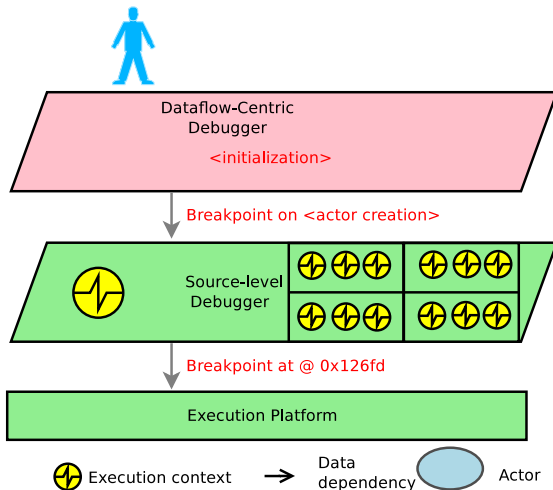 Dataflow-Centric
Debugger
<initialization>
Breakpoint on <actor creation>
Source-level
Debugger
Breakpoint at @ 0x126fd
Execution Platform
Execution context
Data
dependency
Actor